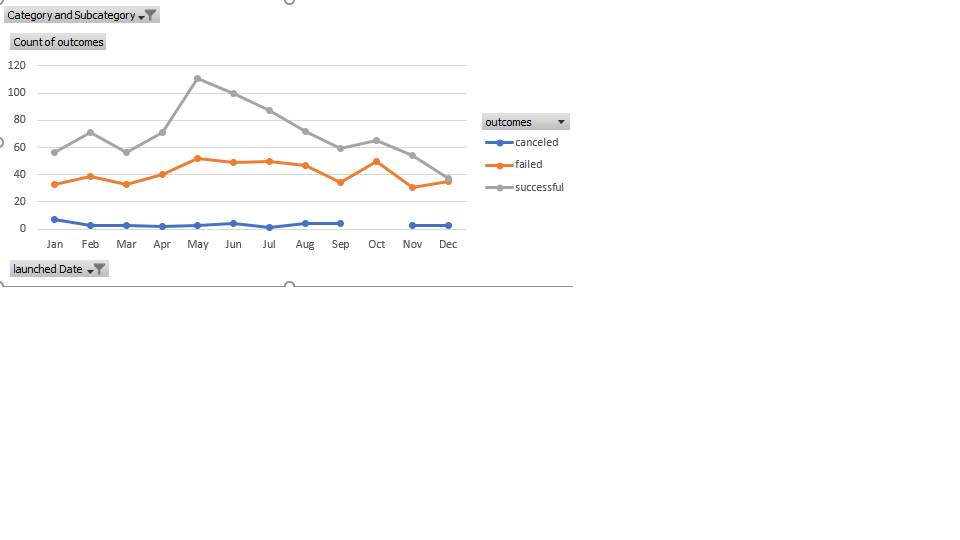 Category and Subcategory
Count of outcomes
120
100
80
60
40
20
0
Jan Feb Mar Apr May Jun Jul Aug Sep Oct Nov Dec
outcomes
canceled
failed
successful
launched Date